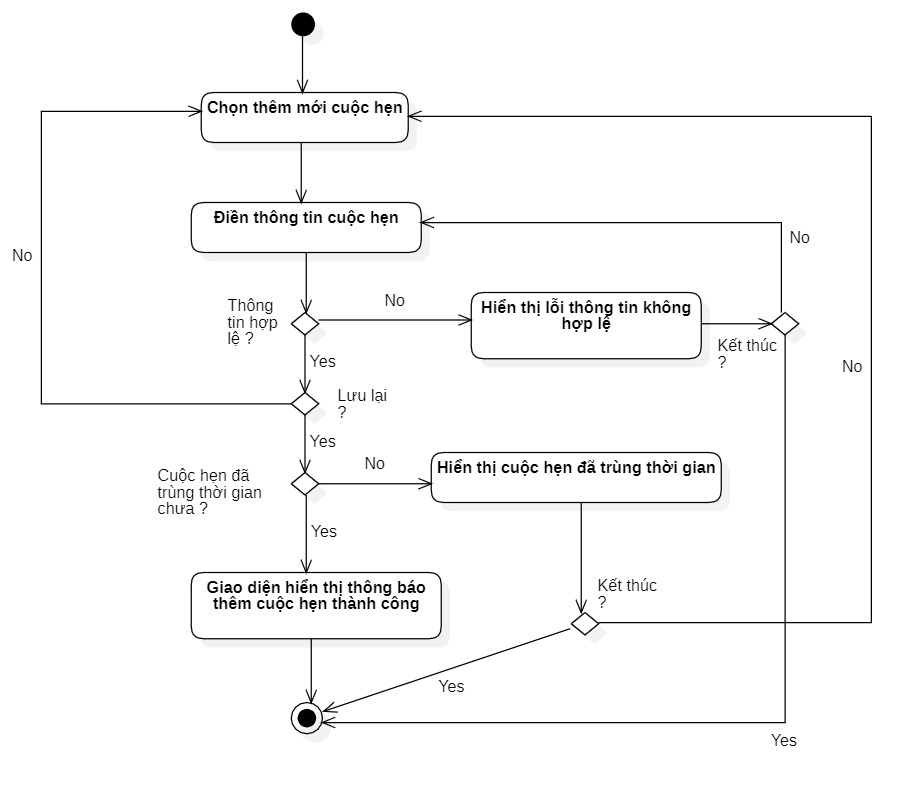 Chọn thêm mới cuộc hẹn
Điền thông tin cuộc hẹn
No
No
Thông
tin hợp
lệ ?
No
Hiển thị lỗi thông tin không
hợp lệ
Kết thúc
?
No
Yes
Lưu lại
?
Yes
Cuộc hẹn đã
trùng thời gian
chưa ?
No
Hiển thị cuộc hẹn đã trùng thời gian
Yes
Giao diện hiển thị thông báo
thêm cuộc hẹn thành công
Kết thúc
?
Yes
Yes